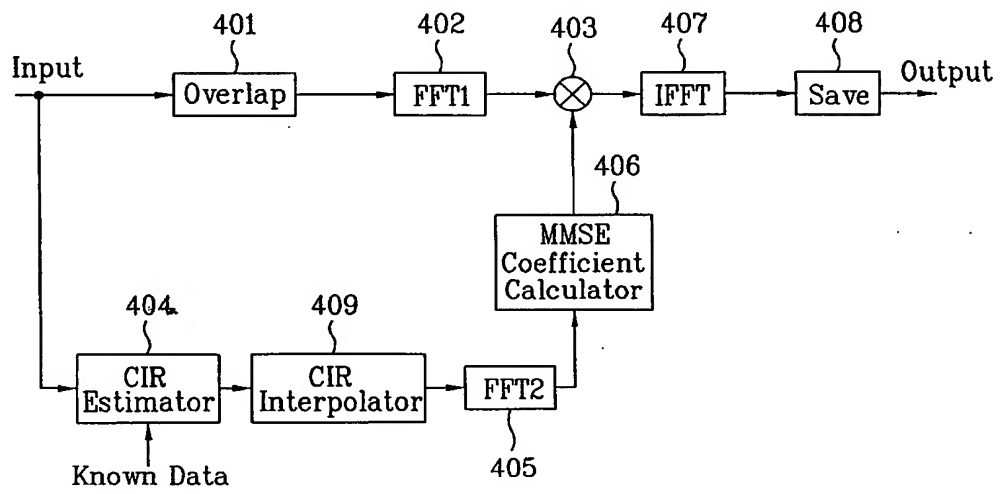 401
402
403
407
408
Input
Overlap
FFT1
IFFT
Save
Output
406
MMSE
Coefficient
Calculator
404
409
CIR
Estimator
CIR
Interpolator
FFT2
405
Known Data